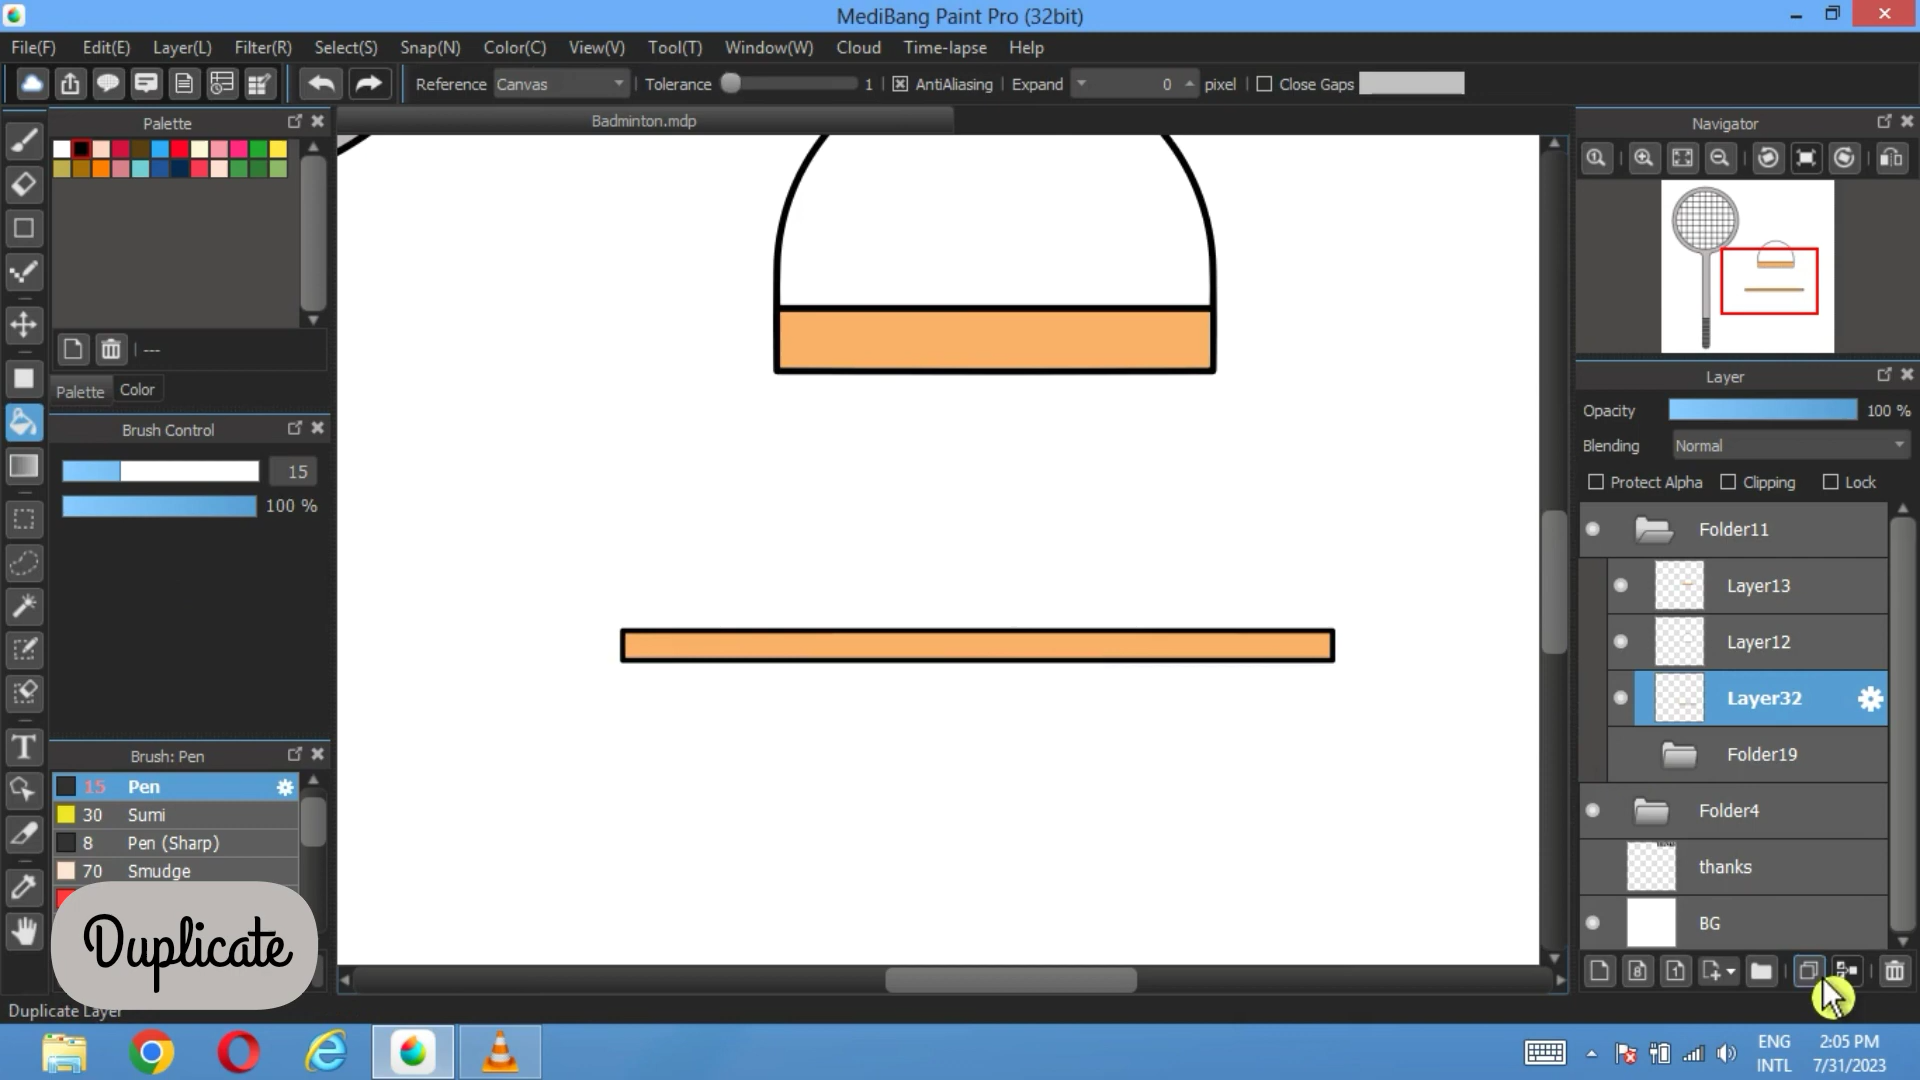 MediBang Paint Pro (32bit)
File(F) Edit(E) Layer(L) Filter(R) Select(S) Snap(N) Color(C) View(V) Tool(T) Window(W) Cloud Time-lapse Help
Reference Canvas Tolerance 1 AntiAliasing Expand 0 pixel Close Gaps
Palette
Badminton.mdp
Navigator
---
Palette Color
Layer
Opacity 100 %
Brush Control
Blending Normal
15
Protect Alpha Clipping Lock
100 %
Folder11
Layer13
Layer12
Layer32
Folder19
Brush: Pen
15 Pen
30 Sumi
8 Pen (Sharp)
70 Smudge
Folder4
thanks
BG
Duplicate
8 1
Duplicate Layer
ENG
INTL
2:05 PM
7/31/2023